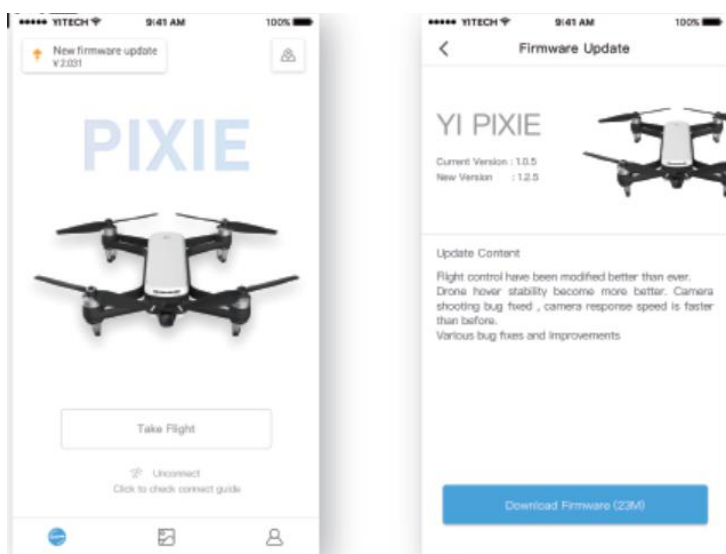 YITECH 9:41 AM 100%
New firmware update
V 2.031
PIXIE
Take Flight
Unconnect
Click to check connect guide
YITECH 9:41 AM 100%
Firmware Update
YI PIXIE
Current Version : 1.0.5
New Version : 1.2.5
Update Content
Flight control have been modified better than ever.
Drone hover stability become more better. Camera
shooting bug fixed , camera response speed is faster
than before.
Various bug fixes and improvements
Download Firmware (23M)